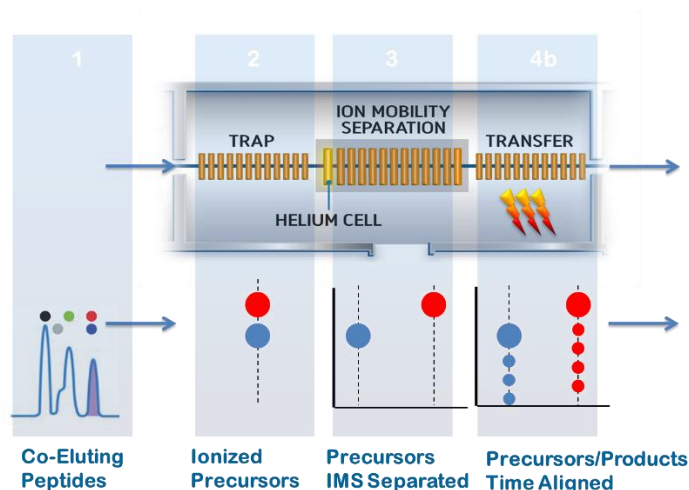 1
2
3
4b
ION MOBILITY
SEPARATION
TRAP
TRANSFER
HELIUM CELL
Co-Eluting
Peptides
Ionized
Precursors
Precursors
IMS Separated
Precursors/Products
Time Aligned